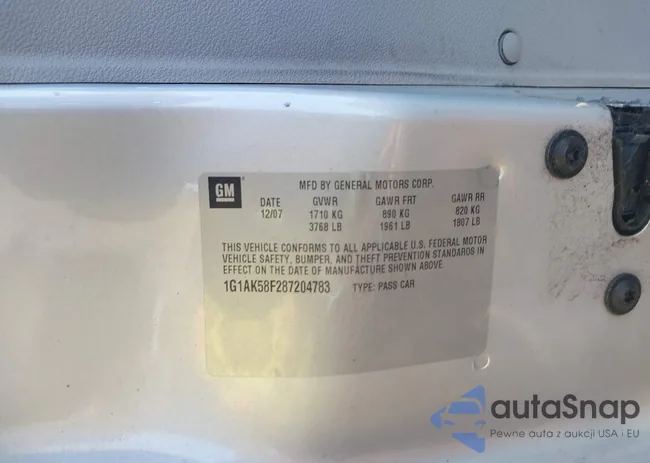 GM
MFD BY GENERAL MOTORS CORP.
DATE GVWR GAWR FRT GAWR RR
12/07 1710 KG 890 KG 820 KG
3768 LB 1961 LB 1807 LB
THIS VEHICLE CONFORMS TO ALL APPLICABLE U.S. FEDERAL MOTOR
VEHICLE SAFETY, BUMPER, AND THEFT PREVENTION STANDARDS IN
EFFECT ON THE DATE OF MANUFACTURE SHOWN ABOVE.
1G1AK58F287204783 TYPE: PASS CAR
autaSnap
Pewne auta z aukcji USA i EU